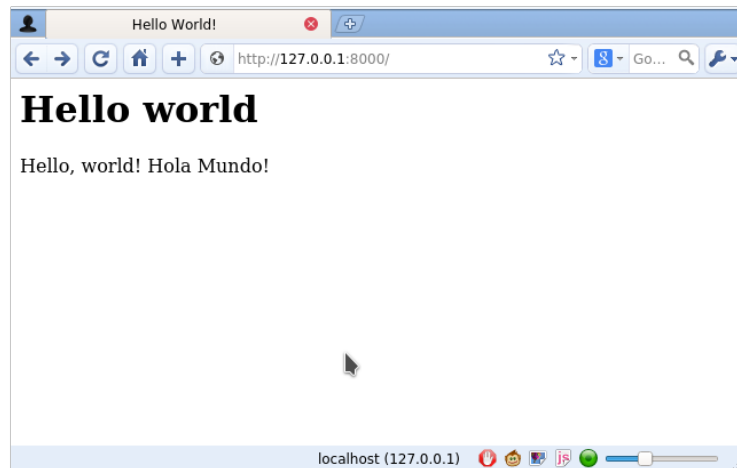 Hello World!
http://127.0.0.1:8000/
8
Go...
Hello world
Hello, world! Hola Mundo!
localhost (127.0.0.1)
js